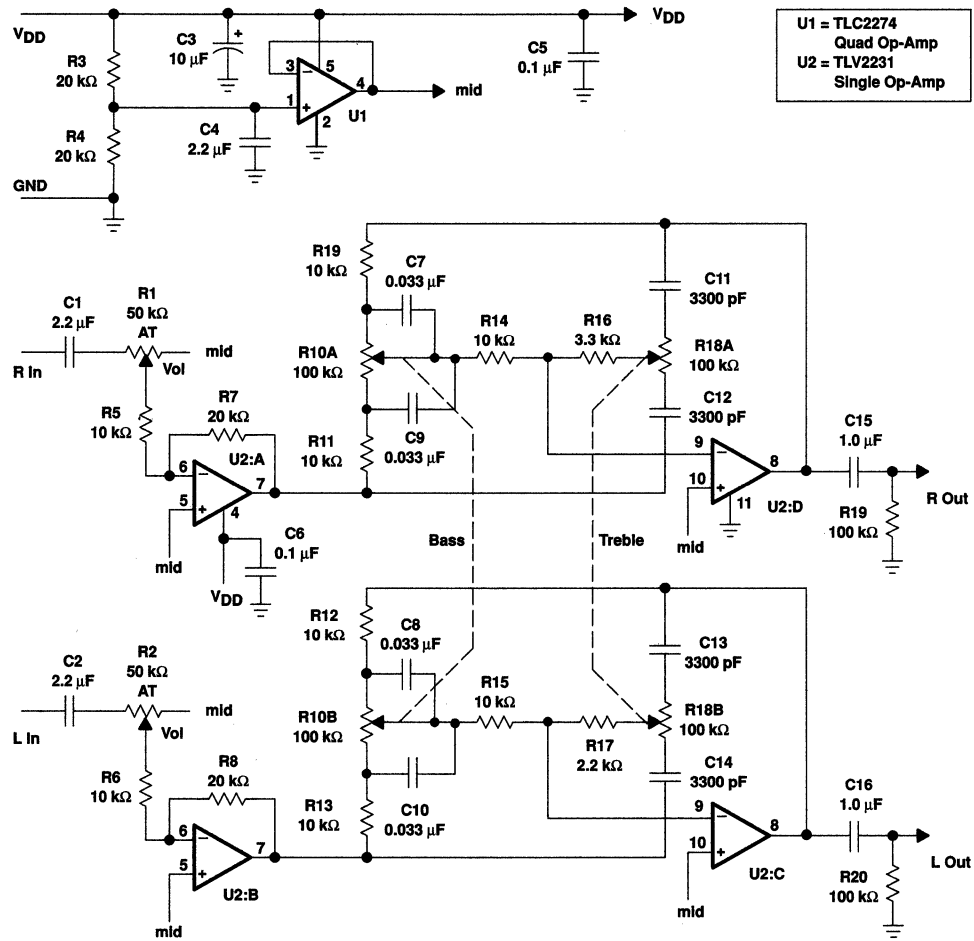 VDD
R3
20 kΩ
R4
20 kΩ
GND
C3
10 µF
+
C4
2.2 µF
3
−
5
4
1
+
2
U1
mid
C5
0.1 µF
VDD
U1 = TLC2274
Quad Op-Amp
U2 = TLV2231
Single Op-Amp
R In
C1
2.2 µF
R1
50 kΩ
AT
mid
Vol
R5
10 kΩ
R7
20 kΩ
U2:A
6
−
7
5
+
4
mid
VDD
C6
0.1 µF
R19
10 kΩ
C7
0.033 µF
R10A
100 kΩ
C9
0.033 µF
R11
10 kΩ
R14
10 kΩ
R16
3.3 kΩ
C11
3300 pF
R18A
100 kΩ
C12
3300 pF
9
−
8
10
+
11
U2:D
mid
C15
1.0 µF
R Out
R19
100 kΩ
Bass
Treble
L In
C2
2.2 µF
R2
50 kΩ
AT
mid
Vol
R6
10 kΩ
R8
20 kΩ
6
−
7
5
+
U2:B
mid
R12
10 kΩ
C8
0.033 µF
R10B
100 kΩ
C10
0.033 µF
R13
10 kΩ
R15
10 kΩ
R17
2.2 kΩ
C13
3300 pF
R18B
100 kΩ
C14
3300 pF
9
−
8
10
+
U2:C
mid
C16
1.0 µF
L Out
R20
100 kΩ